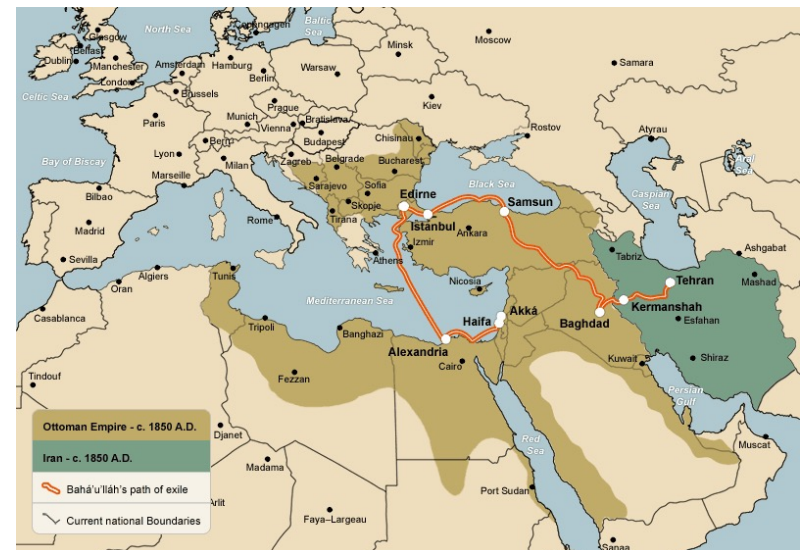 North Sea
Copenhagen
Baltic
Sea
Moscow
Glasgow
Belfast
Minsk
Dublin
Manchester
Amsterdam
Hamburg
Samara
London
Berlin
Warsaw
Celtic Sea
Brussels
Kiev
Prague
Paris
Munich
Vienna
Bratislava
Rostov
Atyrau
Budapest
Chisinau
Bern
Aral
Sea
Bay of Biscay
Lyon
Milan
Zagreb
Belgrade
Bucharest
Marseille
Black Sea
Caspian
Sea
Bilbao
Sarajevo
Sofia
Edirne
Samsun
Skopje
Rome
Tirana
Istanbul
Madrid
Ankara
Izmir
Tabriz
Ashgabat
Sevilla
Athens
Tehran
Mashad
Algiers
Tunis
Oran
Nicosia
Kermanshah
Mediterranean Sea
Akká
Haifa
Baghdad
Esfahan
Casablanca
Tripoli
Banghazi
Alexandria
Cairo
Kuwait
Shiraz
Tindouf
Fezzan
Persian
Gulf
Ottoman Empire - c. 1850 A.D.
Djanet
Red
Sea
Muscat
Iran - c. 1850 A.D.
Madama
Bahá'u'lláh's path of exile
Port Sudan
Arlit
Current national Boundaries
Faya–Largeau
Sanaa